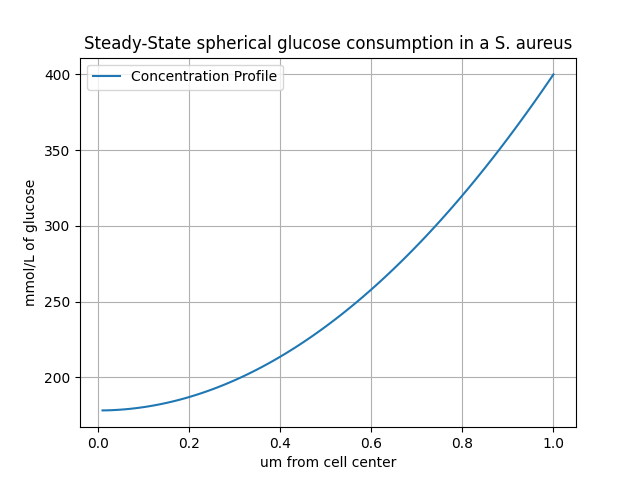 Steady-State spherical glucose consumption in a S. aureus
Concentration Profile
400
350
300
250
200
mmol/L of glucose
0.0 0.2 0.4 0.6 0.8 1.0
um from cell center